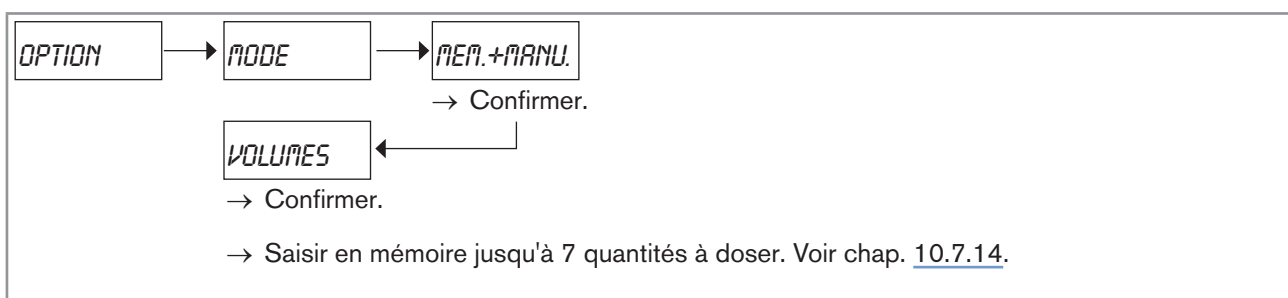 OPTION
MODE
MEM.+MANU.
→ Confirmer.
VOLUMES
→ Confirmer.
→ Saisir en mémoire jusqu'à 7 quantités à doser. Voir chap. 10.7.14.